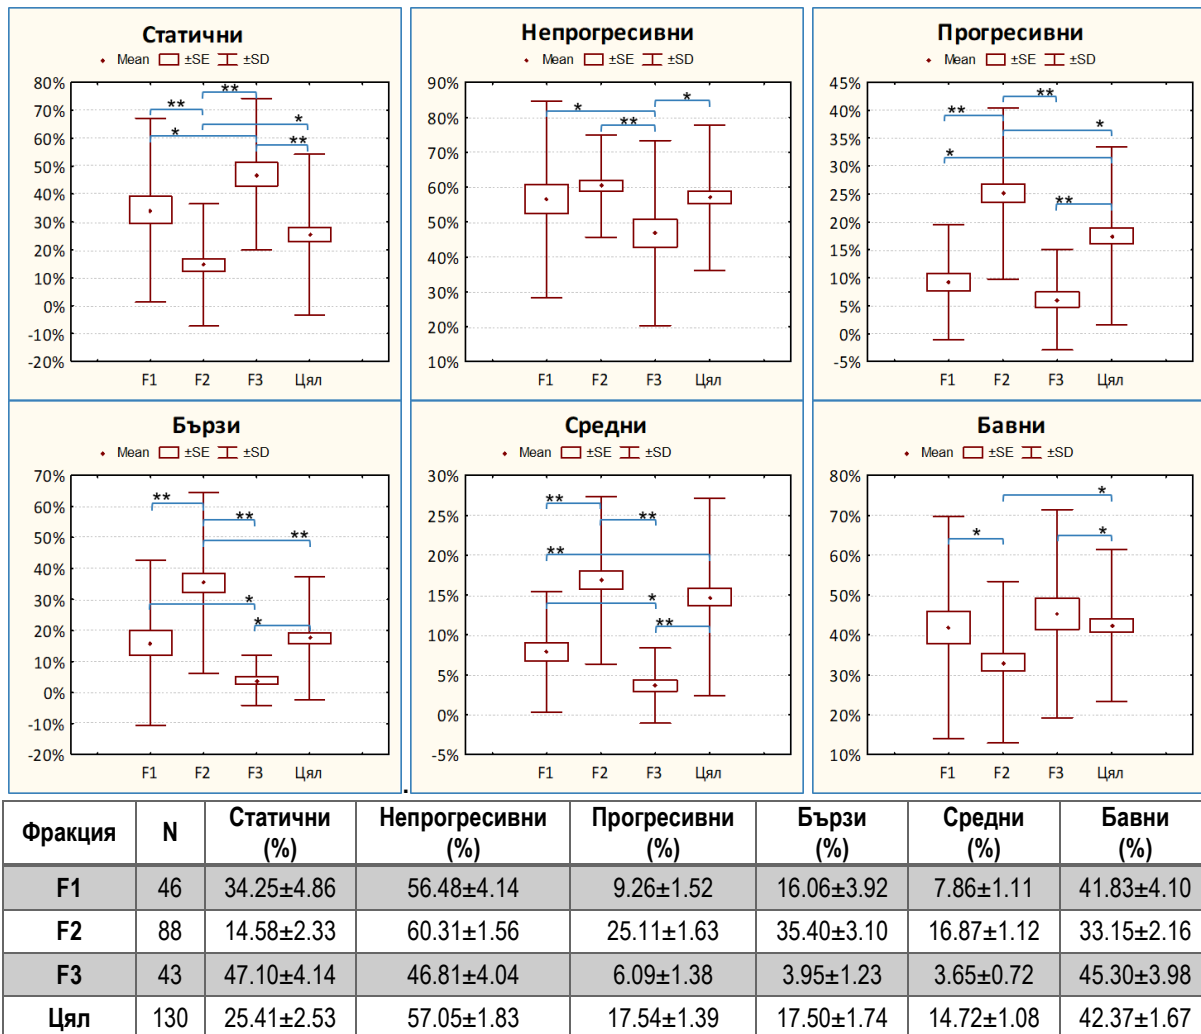 Статични
Mean ±SE ±SD
80%
70%
60%
50%
40%
30%
20%
10%
0%
-10%
-20%
** ** * * **
F1 F2 F3 Цял
Непрогресивни
Mean ±SE ±SD
90%
80%
70%
60%
50%
40%
30%
20%
10%
* ** *
F1 F2 F3 Цял
Прогресивни
Mean ±SE ±SD
45%
40%
35%
30%
25%
20%
15%
10%
5%
0%
-5%
** ** * * **
F1 F2 F3 Цял
Бързи
Mean ±SE ±SD
70%
60%
50%
40%
30%
20%
10%
0%
-10%
-20%
** ** ** * *
F1 F2 F3 Цял
Средни
Mean ±SE ±SD
30%
25%
20%
15%
10%
5%
0%
-5%
** ** ** * **
F1 F2 F3 Цял
Бавни
Mean ±SE ±SD
80%
70%
60%
50%
40%
30%
20%
10%
* * *
F1 F2 F3 Цял
.
Фракция N Статични (%) Непрогресивни (%) Прогресивни (%) Бързи (%) Средни (%) Бавни (%)
F1 46 34.25±4.86 56.48±4.14 9.26±1.52 16.06±3.92 7.86±1.11 41.83±4.10
F2 88 14.58±2.33 60.31±1.56 25.11±1.63 35.40±3.10 16.87±1.12 33.15±2.16
F3 43 47.10±4.14 46.81±4.04 6.09±1.38 3.95±1.23 3.65±0.72 45.30±3.98
Цял 130 25.41±2.53 57.05±1.83 17.54±1.39 17.50±1.74 14.72±1.08 42.37±1.67